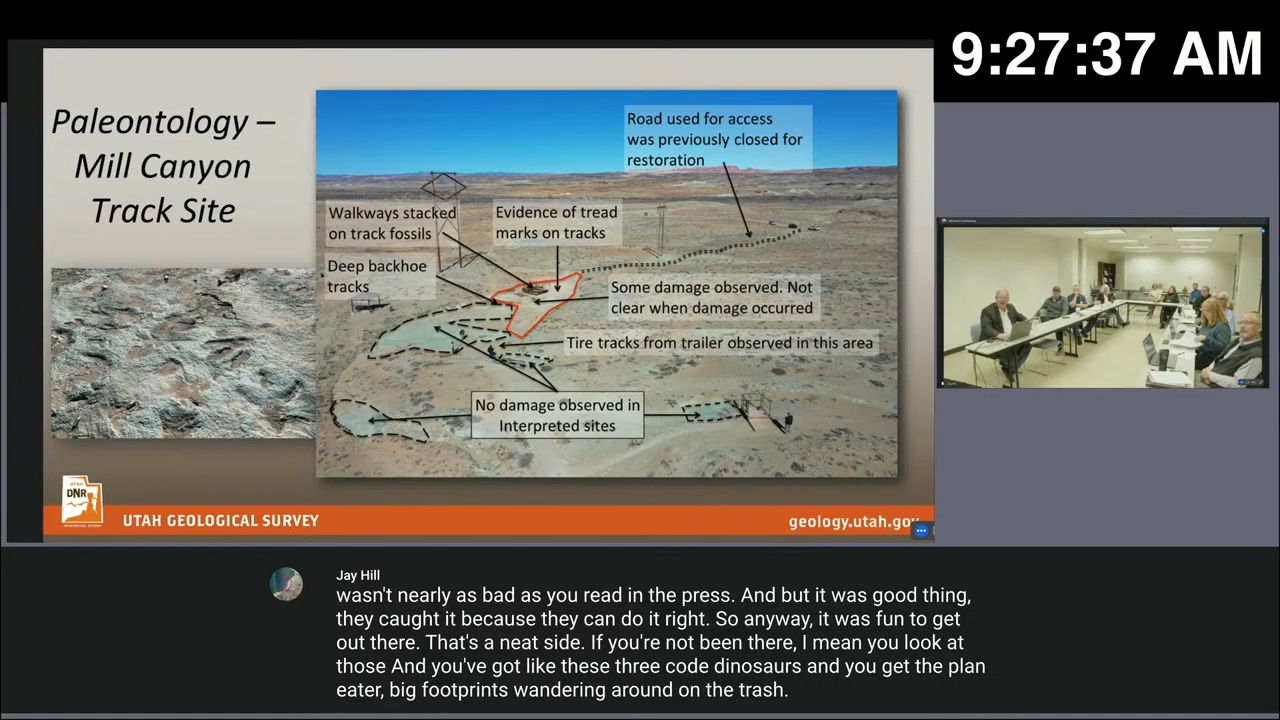 9:27:37 AM
Paleontology –
Mill Canyon
Track Site
Road used for access
was previously closed for
restoration
Walkways stacked
on track fossils
Evidence of tread
marks on tracks
Deep backhoe
tracks
Some damage observed. Not
clear when damage occurred
Tire tracks from trailer observed in this area
No damage observed in
Interpreted sites
UTAH
DNR
UTAH GEOLOGICAL SURVEY
geology.utah.gov
Jay Hill
wasn't nearly as bad as you read in the press. And but it was good thing,
they caught it because they can do it right. So anyway, it was fun to get
out there. That's a neat side. If you're not been there, I mean you look at
those And you've got like these three code dinosaurs and you get the plan
eater, big footprints wandering around on the trash.